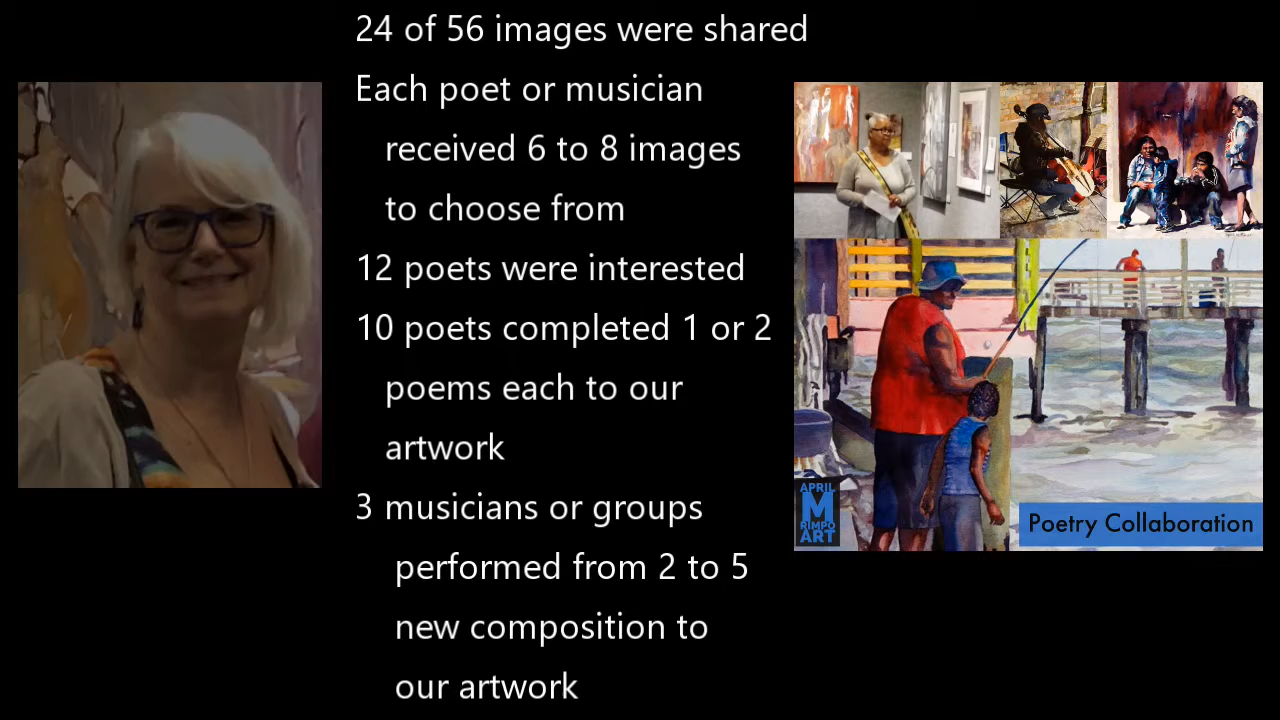 24 of 56 images were shared
Each poet or musician
received 6 to 8 images
to choose from
12 poets were interested
10 poets completed 1 or 2
poems each to our
artwork
3 musicians or groups
performed from 2 to 5
new composition to
our artwork
APRIL
M
RIMPO
ART
Poetry Collaboration